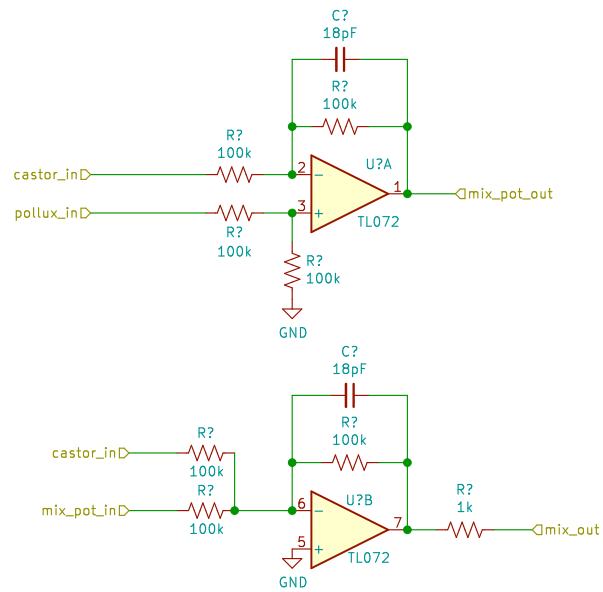 C?
18pF
R?
100k
R?
100k
castor_in
2
U?A
1
mix_pot_out
pollux_in
3
R?
100k
TL072
R?
100k
GND
C?
18pF
R?
100k
R?
100k
castor_in
R?
100k
mix_pot_in
6
U?B
7
R?
1k
mix_out
5
TL072
GND